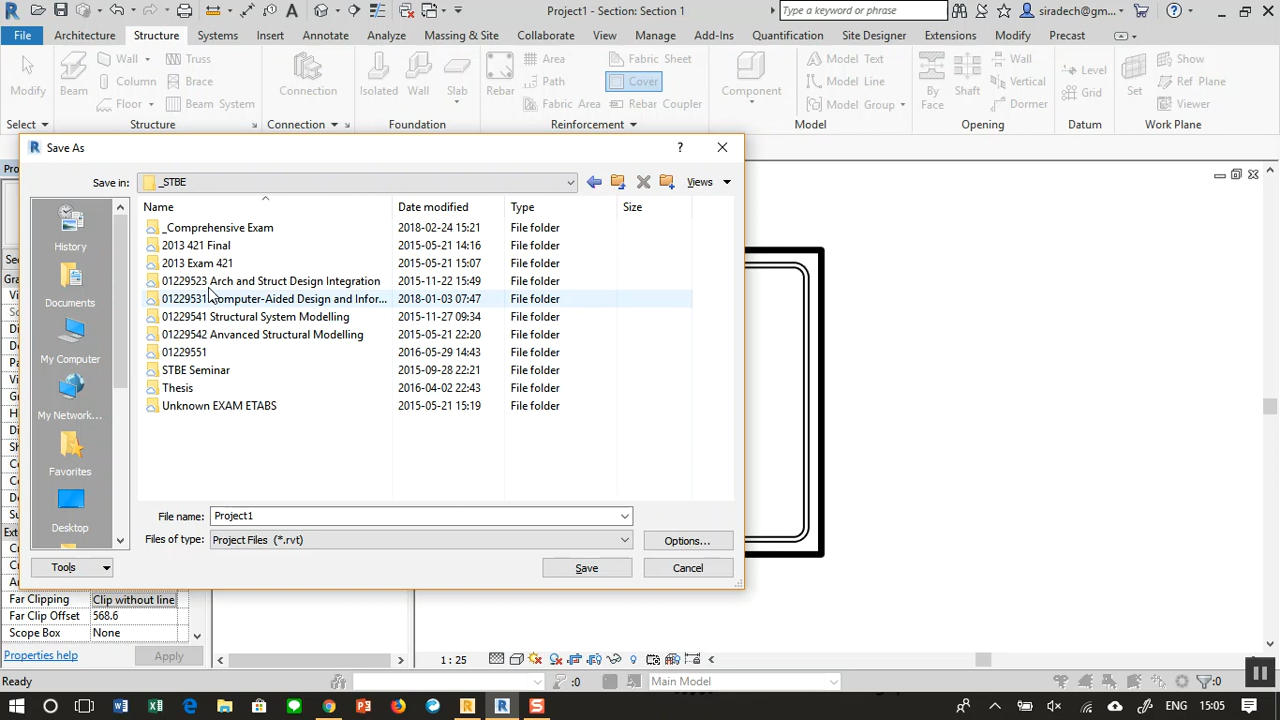 Project1 - Section: Section 1
Type a keyword or phrase
siradech@gm...
File
Architecture
Structure
Systems
Insert
Annotate
Analyze
Massing & Site
Collaborate
View
Manage
Add-Ins
Quantification
Site Designer
Extensions
Modify
Precast
Wall
Truss
Area
Fabric Sheet
Model Text
Wall
Level
Show
Column
Brace
Path
Cover
Model Line
Vertical
Grid
Ref Plane
Modify
Beam
Floor
Beam System
Connection
Isolated
Wall
Slab
Rebar
Fabric Area
Rebar Coupler
Component
Model Group
By
Face
Shaft
Dormer
Set
Viewer
Select
Structure
Connection
Foundation
Reinforcement
Model
Opening
Datum
Work Plane
Save As
Save in:
_STBE
Views
Name
Date modified
Type
Size
_Comprehensive Exam 2018-02-24 15:21 File folder
2013 421 Final 2015-05-21 14:16 File folder
2013 Exam 421 2015-05-21 15:07 File folder
01229523 Arch and Struct Design Integration 2015-11-22 15:49 File folder
01229531 Computer-Aided Design and Infor... 2018-01-03 07:47 File folder
01229541 Structural System Modelling 2015-11-27 09:34 File folder
01229542 Anvanced Structural Modelling 2015-05-21 22:20 File folder
01229551 2016-05-29 14:43 File folder
STBE Seminar 2015-09-28 22:21 File folder
Thesis 2016-04-02 22:43 File folder
Unknown EXAM ETABS 2015-05-21 15:19 File folder
History
Documents
My Computer
My Network...
Favorites
Desktop
File name:
Project1
Files of type:
Project Files (*.rvt)
Options...
Tools
Save
Cancel
Far Clipping Clip without line
Far Clip Offset 568.6
Scope Box None
Properties help
Apply
1 : 25
Ready
:0
Main Model
:0
ENG
15:05